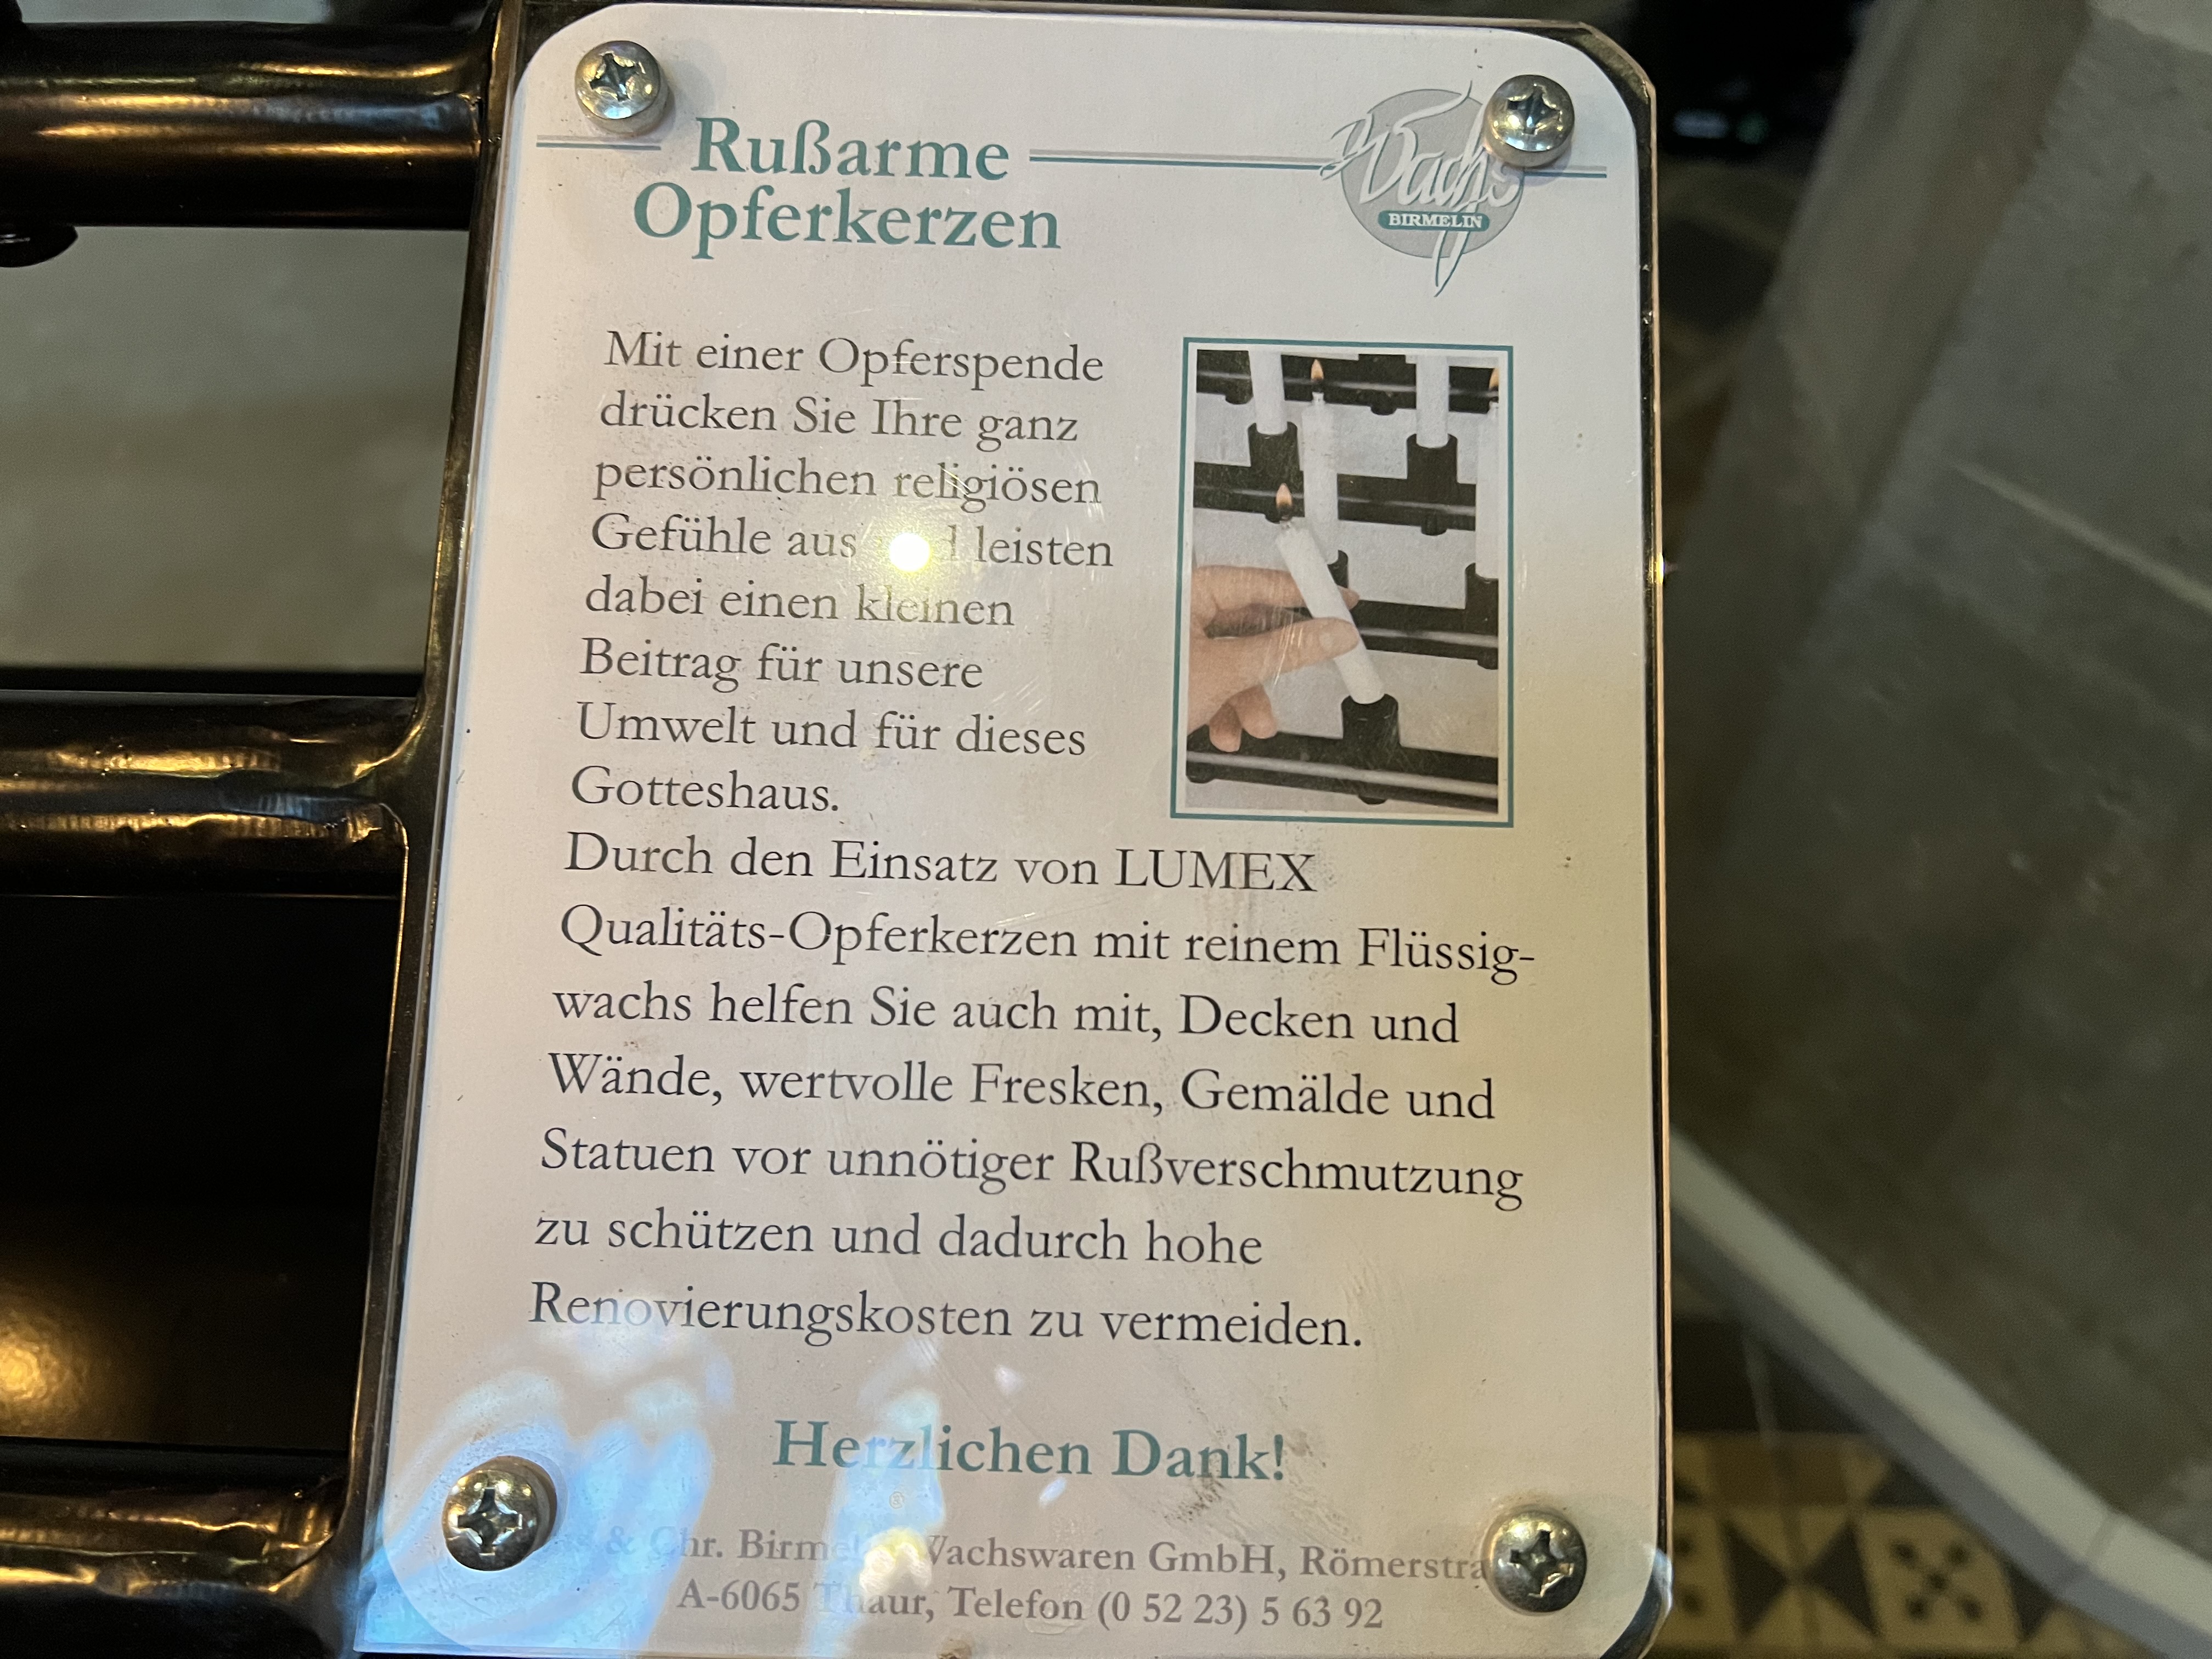 Rußarme
Opferkerzen
Wachs
BIRMELIN
Mit einer Opferspende
drücken Sie Ihre ganz
persönlichen religiösen
Gefühle aus leisten
dabei einen kleinen
Beitrag für unsere
Umwelt und für dieses
Gotteshaus.
Durch den Einsatz von LUMEX
Qualitäts-Opferkerzen mit reinem Flüssig-
wachs helfen Sie auch mit, Decken und
Wände, wertvolle Fresken, Gemälde und
Statuen vor unnötiger Rußverschmutzung
zu schützen und dadurch hohe
Renovierungskosten zu vermeiden.
Herzlichen Dank!
& Chr. Wachswaren GmbH,
A-6065 Thaur, Telefon (0 52 23) 5 63 92